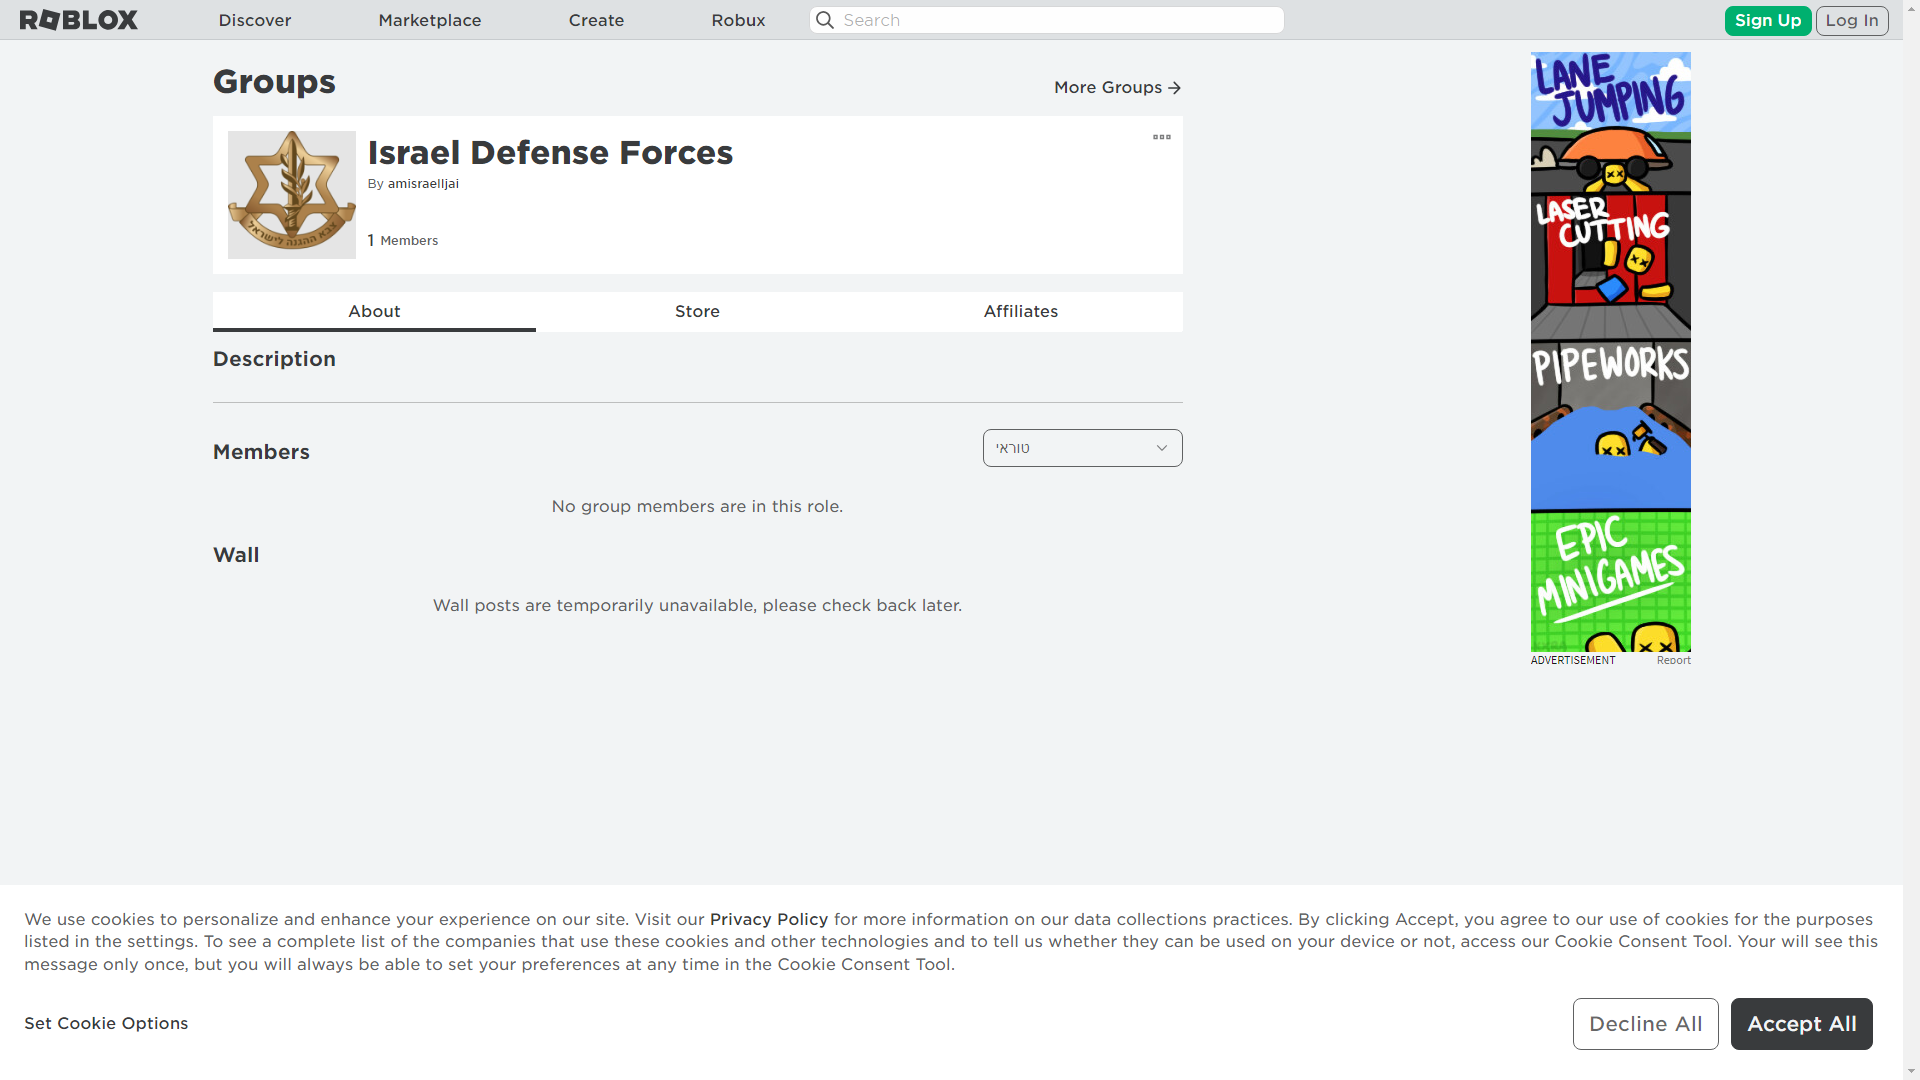 ROBLOX
Discover
Marketplace
Create
Robux
Search
Sign Up
Log In
Groups
More Groups
Israel Defense Forces
By amisraelljai
1 Members
צבא ההגנה לישראל
About
Store
Affiliates
Description
Members
טוראי
No group members are in this role.
Wall
Wall posts are temporarily unavailable, please check back later.
LANE
JUMPING
LASER
CUTTING
PIPEWORKS
EPIC
MINIGAMES
ADVERTISEMENT
Report
We use cookies to personalize and enhance your experience on our site. Visit our Privacy Policy for more information on our data collections practices. By clicking Accept, you agree to our use of cookies for the purposes
listed in the settings. To see a complete list of the companies that use these cookies and other technologies and to tell us whether they can be used on your device or not, access our Cookie Consent Tool. Your will see this
message only once, but you will always be able to set your preferences at any time in the Cookie Consent Tool.
Set Cookie Options
Decline All
Accept All